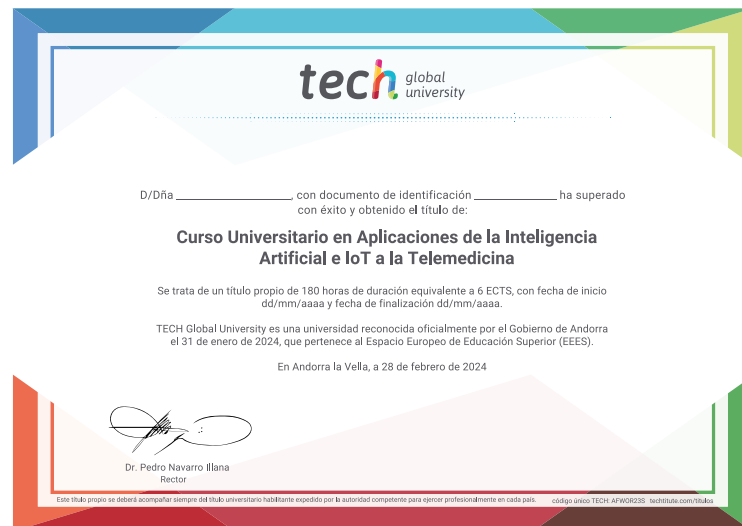 tech global
university
D/Dña ____________________, con documento de identificación ______________ ha superado
con éxito y obtenido el título de:
Curso Universitario en Aplicaciones de la Inteligencia
Artificial e IoT a la Telemedicina
Se trata de un título propio de 180 horas de duración equivalente a 6 ECTS, con fecha de inicio
dd/mm/aaaa y fecha de finalización dd/mm/aaaa.
TECH Global University es una universidad reconocida oficialmente por el Gobierno de Andorra
el 31 de enero de 2024, que pertenece al Espacio Europeo de Educación Superior (EEES).
En Andorra la Vella, a 28 de febrero de 2024
Dr. Pedro Navarro Illana
Rector
Este título propio se deberá acompañar siempre del título universitario habilitante expedido por la autoridad competente para ejercer profesionalmente en cada país. código único TECH: AFWOR23S techtitute.com/titulos